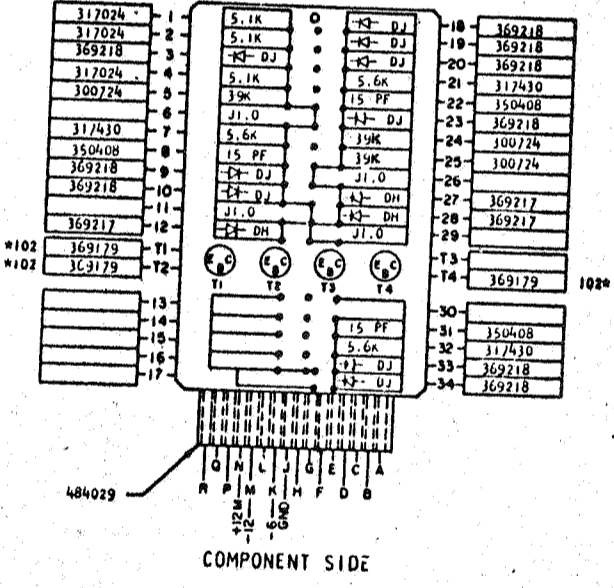 317024 1 5.1K DJ 18 369218
317024 2 5.1K DJ 19 369218
369218 3 DJ DJ 20 369218
317024 4 5.1K 5.6K 21 317430
300724 5 39K 15 PF 22 350408
6 J1.0 DJ 23 369218
317430 7 5.6K 39K 24 300724
350408 8 15 PF 39K 25 300724
369218 9 DJ J1.0 26
369218 10 DJ DH 27 369217
11 J1.0 DH 28 369217
369217 12 DH J1.0 29
*102 369179 T1 E B C E B C E B C E B C T3
*102 369179 T2 T1 T2 T3 T4 T4 369179 102*
13 30
14 15 PF 31 350408
15 5.6K 32 317430
16 DJ 33 369218
17 DJ 34 369218
R Q P N M L K J H G F E D C B A
484029
+12M -12 -6 GND
COMPONENT SIDE